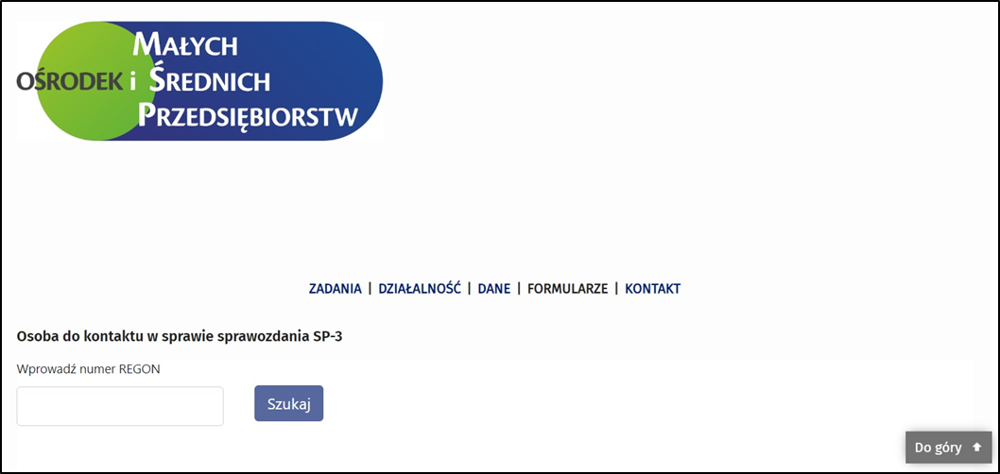 MAŁYCH
OŚRODEK i ŚREDNICH
PRZEDSIĘBIORSTW
ZADANIA | DZIAŁALNOŚĆ | DANE | FORMULARZE | KONTAKT
Osoba do kontaktu w sprawie sprawozdania SP-3
Wprowadź numer REGON
Szukaj
Do góry